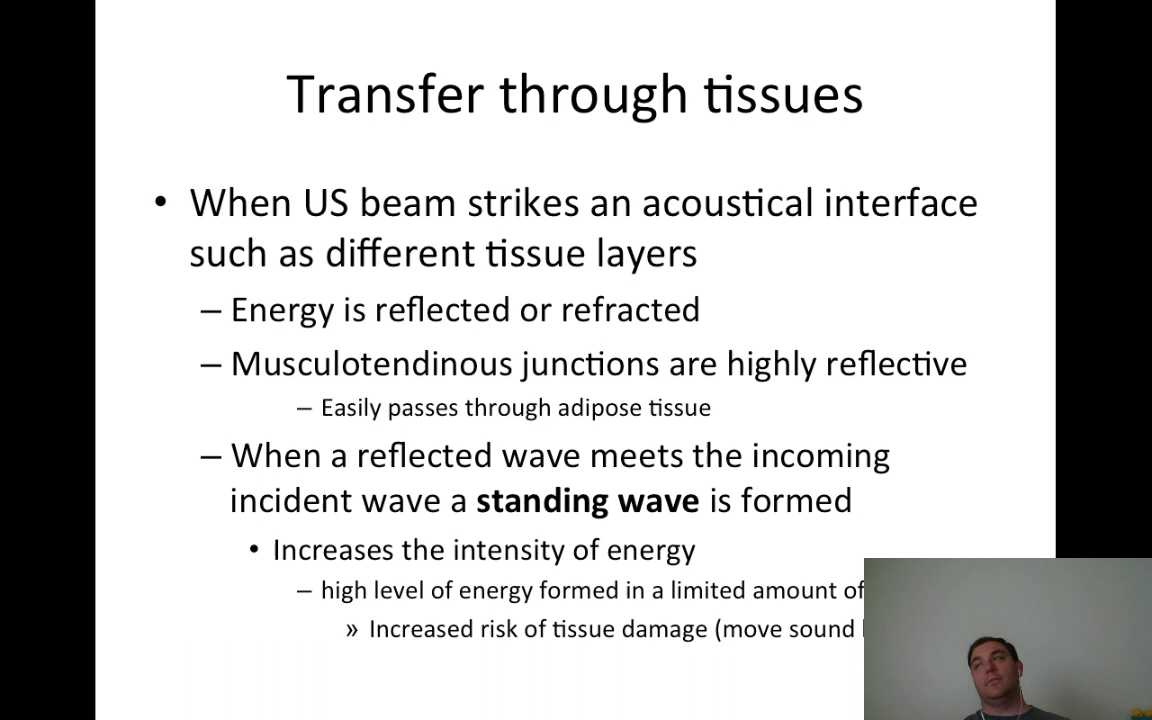 Transfer through tissues
• When US beam strikes an acoustical interface
such as different tissue layers
– Energy is reflected or refracted
– Musculotendinous junctions are highly reflective
– Easily passes through adipose tissue
– When a reflected wave meets the incoming
incident wave a standing wave is formed
• Increases the intensity of energy
– high level of energy formed in a limited amount of
» Increased risk of tissue damage (move sound